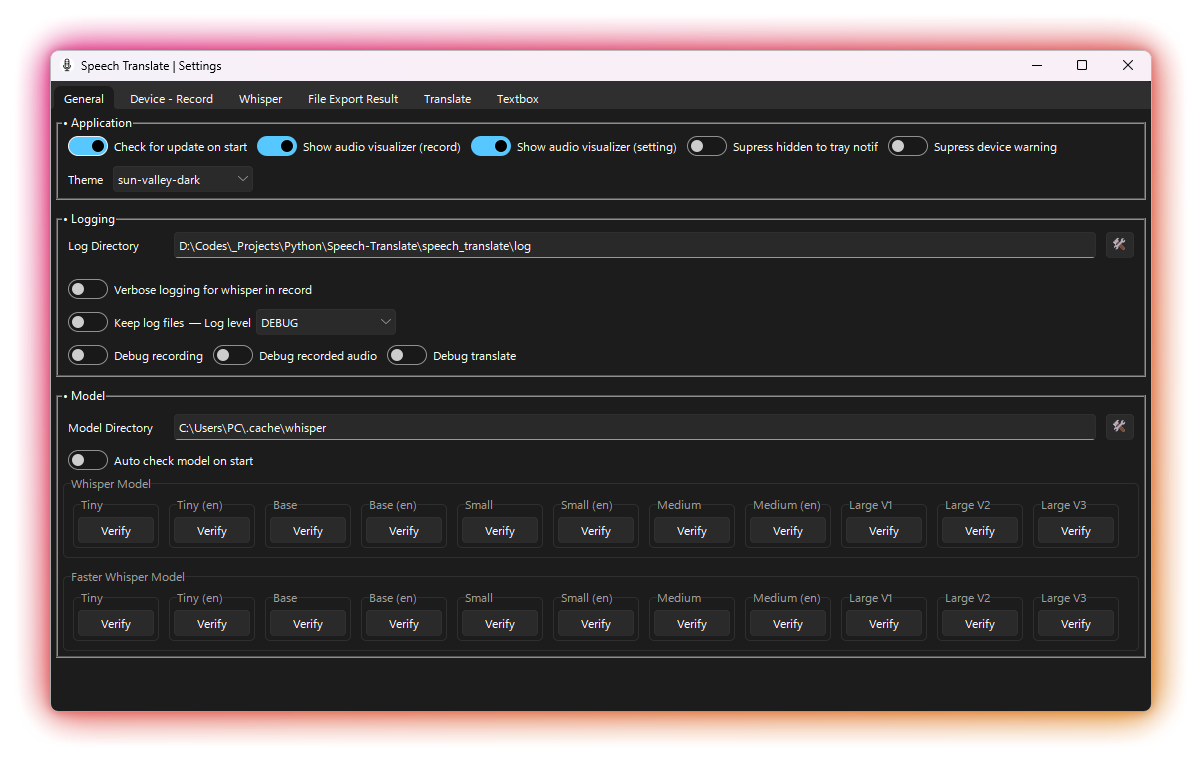 Speech Translate | Settings
General Device - Record Whisper File Export Result Translate Textbox
• Application
Check for update on start Show audio visualizer (record) Show audio visualizer (setting) Supress hidden to tray notif Supress device warning
Theme sun-valley-dark
• Logging
Log Directory D:\Codes\_Projects\Python\Speech-Translate\speech_translate\log
Verbose logging for whisper in record
Keep log files — Log level DEBUG
Debug recording Debug recorded audio Debug translate
• Model
Model Directory C:\Users\PC\.cache\whisper
Auto check model on start
Whisper Model
Tiny Tiny (en) Base Base (en) Small Small (en) Medium Medium (en) Large V1 Large V2 Large V3
Verify Verify Verify Verify Verify Verify Verify Verify Verify Verify Verify
Faster Whisper Model
Tiny Tiny (en) Base Base (en) Small Small (en) Medium Medium (en) Large V1 Large V2 Large V3
Verify Verify Verify Verify Verify Verify Verify Verify Verify Verify Verify